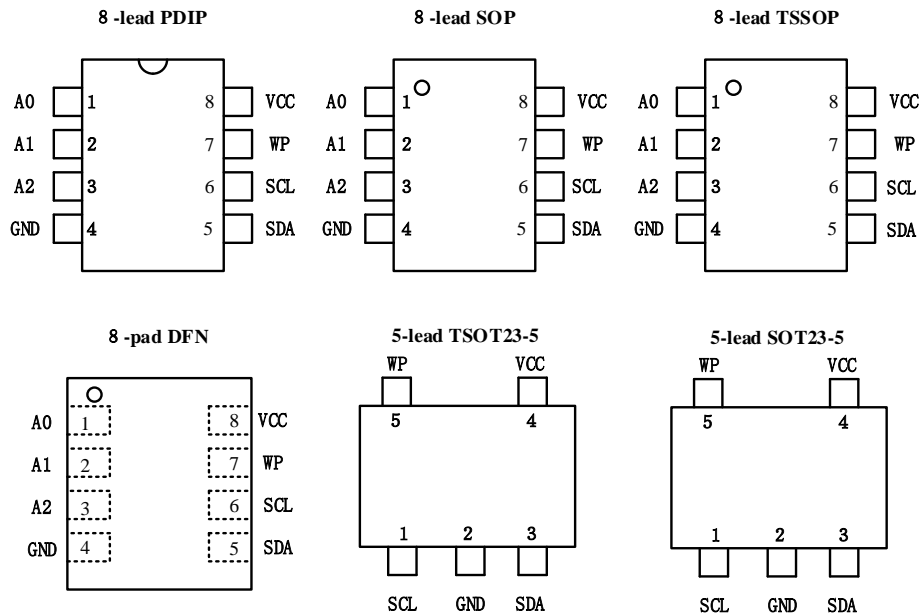 8 -lead PDIP
8 -lead SOP
8 -lead TSSOP
A0 1 8 VCC
A1 2 7 WP
A2 3 6 SCL
GND 4 5 SDA
A0 1 8 VCC
A1 2 7 WP
A2 3 6 SCL
GND 4 5 SDA
A0 1 8 VCC
A1 2 7 WP
A2 3 6 SCL
GND 4 5 SDA
8 -pad DFN
A0 1 8 VCC
A1 2 7 WP
A2 3 6 SCL
GND 4 5 SDA
5-lead TSOT23-5
WP VCC
5 4
1 2 3
SCL GND SDA
5-lead SOT23-5
WP VCC
5 4
1 2 3
SCL GND SDA